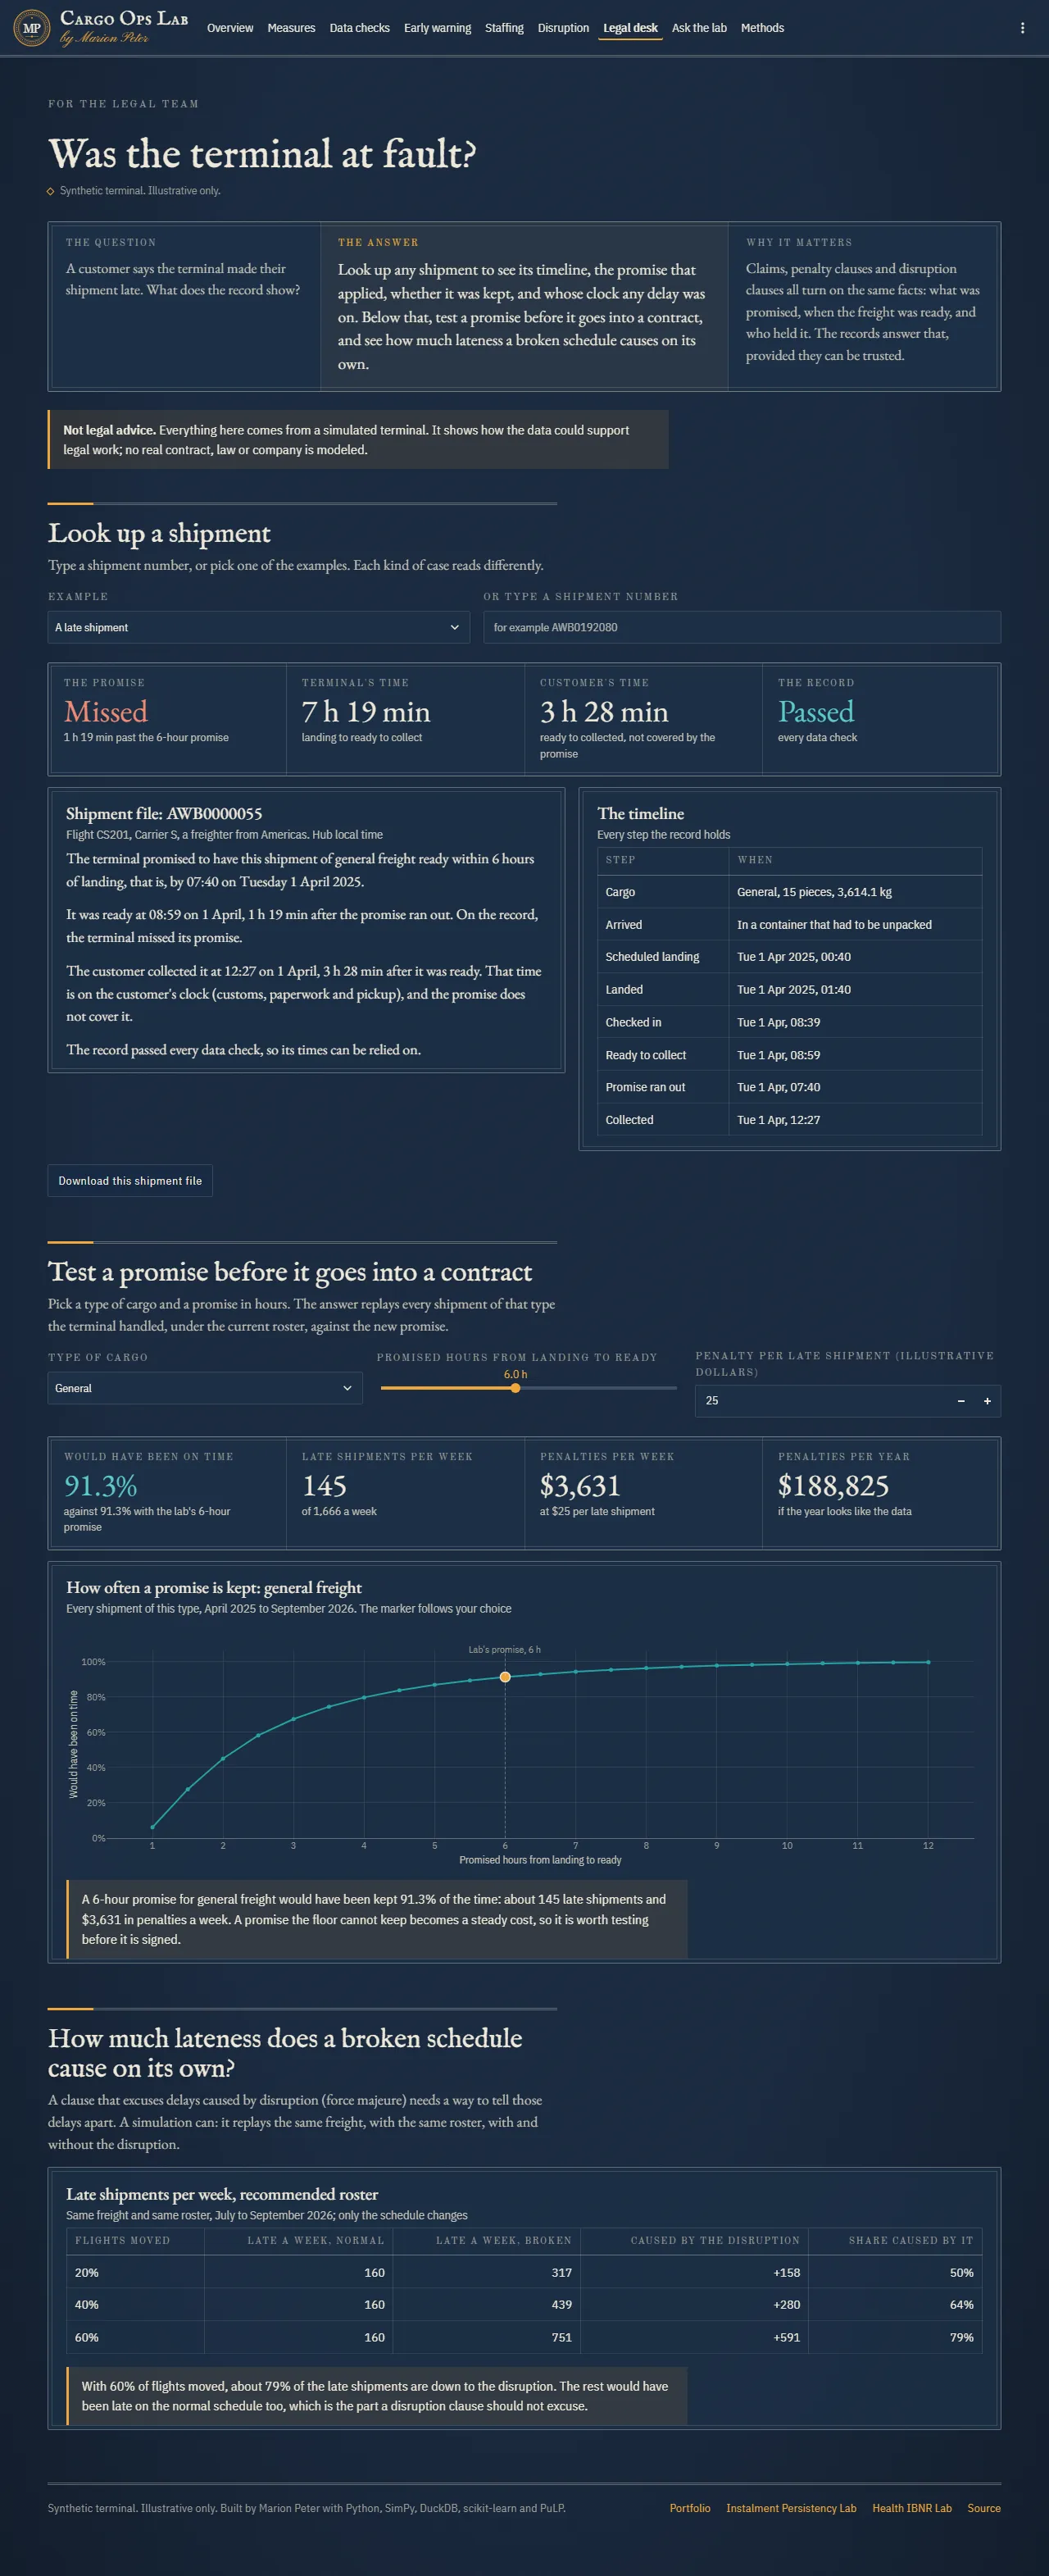 MP
CARGO OPS LAB
by Marion Peter
Overview
Measures
Data checks
Early warning
Staffing
Disruption
Legal desk
Ask the lab
Methods
FOR THE LEGAL TEAM
Was the terminal at fault?
Synthetic terminal. Illustrative only.
THE QUESTION
A customer says the terminal made their
shipment late. What does the record show?
THE ANSWER
Look up any shipment to see its timeline, the promise that
applied, whether it was kept, and whose clock any delay was
on. Below that, test a promise before it goes into a contract,
and see how much lateness a broken schedule causes on its
own.
WHY IT MATTERS
Claims, penalty clauses and disruption
clauses all turn on the same facts: what was
promised, when the freight was ready, and
who held it. The records answer that,
provided they can be trusted.
Not legal advice. Everything here comes from a simulated terminal. It shows how the data could support
legal work; no real contract, law or company is modeled.
Look up a shipment
Type a shipment number, or pick one of the examples. Each kind of case reads differently.
EXAMPLE
A late shipment
OR TYPE A SHIPMENT NUMBER
for example AWB0192080
THE PROMISE
Missed
1 h 19 min past the 6-hour promise
TERMINAL'S TIME
7 h 19 min
landing to ready to collect
CUSTOMER'S TIME
3 h 28 min
ready to collected, not covered by the
promise
THE RECORD
Passed
every data check
Shipment file: AWB0000055
Flight CS201, Carrier S, a freighter from Americas. Hub local time
The terminal promised to have this shipment of general freight ready within 6 hours
of landing, that is, by 07:40 on Tuesday 1 April 2025.
It was ready at 08:59 on 1 April, 1 h 19 min after the promise ran out. On the record,
the terminal missed its promise.
The customer collected it at 12:27 on 1 April, 3 h 28 min after it was ready. That time
is on the customer's clock (customs, paperwork and pickup), and the promise does
not cover it.
The record passed every data check, so its times can be relied on.
The timeline
Every step the record holds
STEP WHEN
Cargo General, 15 pieces, 3,614.1 kg
Arrived In a container that had to be unpacked
Scheduled landing Tue 1 Apr 2025, 00:40
Landed Tue 1 Apr 2025, 01:40
Checked in Tue 1 Apr, 08:39
Ready to collect Tue 1 Apr, 08:59
Promise ran out Tue 1 Apr, 07:40
Collected Tue 1 Apr, 12:27
Download this shipment file
Test a promise before it goes into a contract
Pick a type of cargo and a promise in hours. The answer replays every shipment of that type
the terminal handled, under the current roster, against the new promise.
TYPE OF CARGO
General
PROMISED HOURS FROM LANDING TO READY
6.0 h
PENALTY PER LATE SHIPMENT (ILLUSTRATIVE
DOLLARS)
25
WOULD HAVE BEEN ON TIME
91.3%
against 91.3% with the lab's 6-hour
promise
LATE SHIPMENTS PER WEEK
145
of 1,666 a week
PENALTIES PER WEEK
$3,631
at $25 per late shipment
PENALTIES PER YEAR
$188,825
if the year looks like the data
How often a promise is kept: general freight
Every shipment of this type, April 2025 to September 2026. The marker follows your choice
Lab's promise, 6 h
Would have been on time
100%
80%
60%
40%
20%
0%
1 2 3 4 5 6 7 8 9 10 11 12
Promised hours from landing to ready
A 6-hour promise for general freight would have been kept 91.3% of the time: about 145 late shipments and
$3,631 in penalties a week. A promise the floor cannot keep becomes a steady cost, so it is worth testing
before it is signed.
How much lateness does a broken schedule
cause on its own?
A clause that excuses delays caused by disruption (force majeure) needs a way to tell those
delays apart. A simulation can: it replays the same freight, with the same roster, with and
without the disruption.
Late shipments per week, recommended roster
Same freight and same roster, July to September 2026; only the schedule changes
FLIGHTS MOVED LATE A WEEK, NORMAL LATE A WEEK, BROKEN CAUSED BY THE DISRUPTION SHARE CAUSED BY IT
20% 160 317 +158 50%
40% 160 439 +280 64%
60% 160 751 +591 79%
With 60% of flights moved, about 79% of the late shipments are down to the disruption. The rest would have
been late on the normal schedule too, which is the part a disruption clause should not excuse.
Synthetic terminal. Illustrative only. Built by Marion Peter with Python, SimPy, DuckDB, scikit-learn and PuLP.
Portfolio
Instalment Persistency Lab
Health IBNR Lab
Source